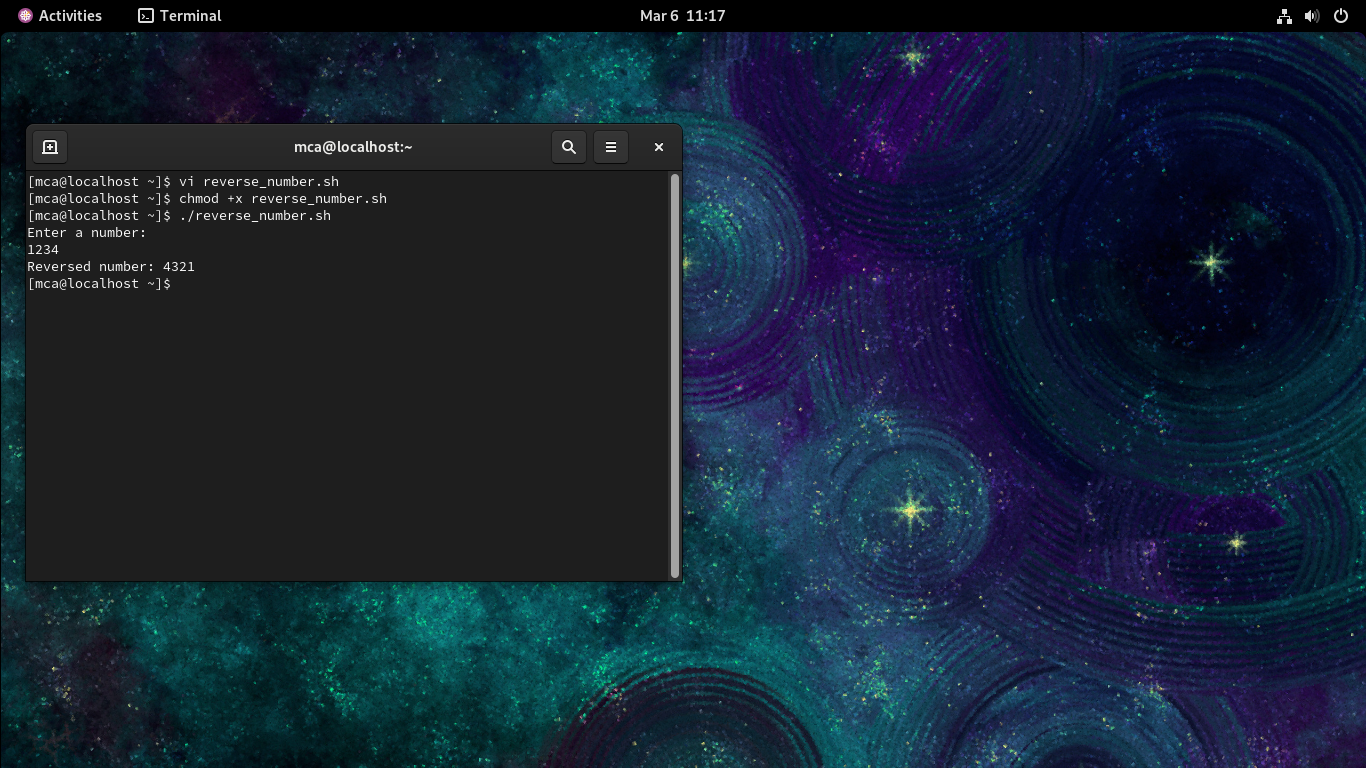 Activities
Terminal
Mar 6 11:17
mca@localhost:~
[mca@localhost ~]$ vi reverse_number.sh
[mca@localhost ~]$ chmod +x reverse_number.sh
[mca@localhost ~]$ ./reverse_number.sh
Enter a number:
1234
Reversed number: 4321
[mca@localhost ~]$